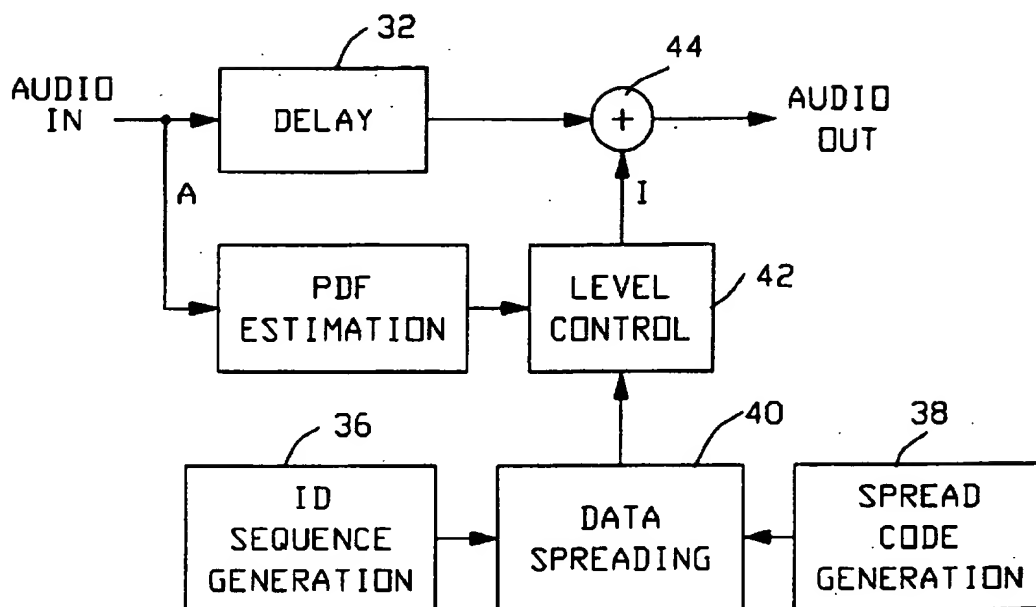 32
44
AUDIO
IN
DELAY
+
AUDIO
OUT
A
I
PDF
ESTIMATION
LEVEL
CONTROL
42
36
40
38
ID
SEQUENCE
GENERATION
DATA
SPREADING
SPREAD
CODE
GENERATION